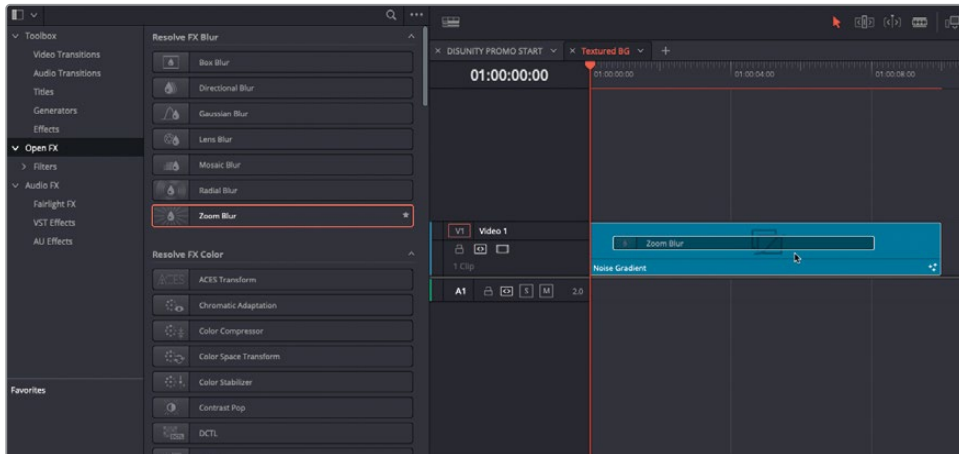 Toolbox
Video Transitions
Audio Transitions
Titles
Generators
Effects
Open FX
Filters
Audio FX
Fairlight FX
VST Effects
AU Effects
Favorites
Resolve FX Blur
Box Blur
Directional Blur
Gaussian Blur
Lens Blur
Mosaic Blur
Radial Blur
Zoom Blur
Resolve FX Color
ACES Transform
Chromatic Adaptation
Color Compressor
Color Space Transform
Color Stabilizer
Contrast Pop
DCTL
DISUNITY PROMO START
Textured BG
01:00:00:00
01:00:00:00
01:00:04:00
01:00:08:00
V1 Video 1
1 Clip
Zoom Blur
Noise Gradient
A1 S M 2.0